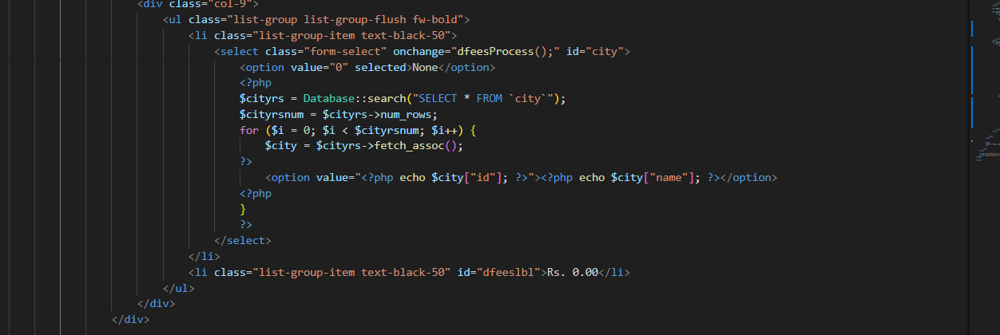 <div class="col-9">
<ul class="list-group list-group-flush fw-bold">
<li class="list-group-item text-black-50">
<select class="form-select" onchange="dfeesProcess();" id="city">
<option value="0" selected>None</option>
<?php
$cityrs = Database::search("SELECT * FROM `city`");
$cityrsnum = $cityrs->num_rows;
for ($i = 0; $i < $cityrsnum; $i++) {
$city = $cityrs->fetch_assoc();
?>
<option value="<?php echo $city["id"]; ?>"><?php echo $city["name"]; ?></option>
<?php
}
?>
</select>
</li>
<li class="list-group-item text-black-50" id="dfeeslbl">Rs. 0.00</li>
</ul>
</div>
</div>